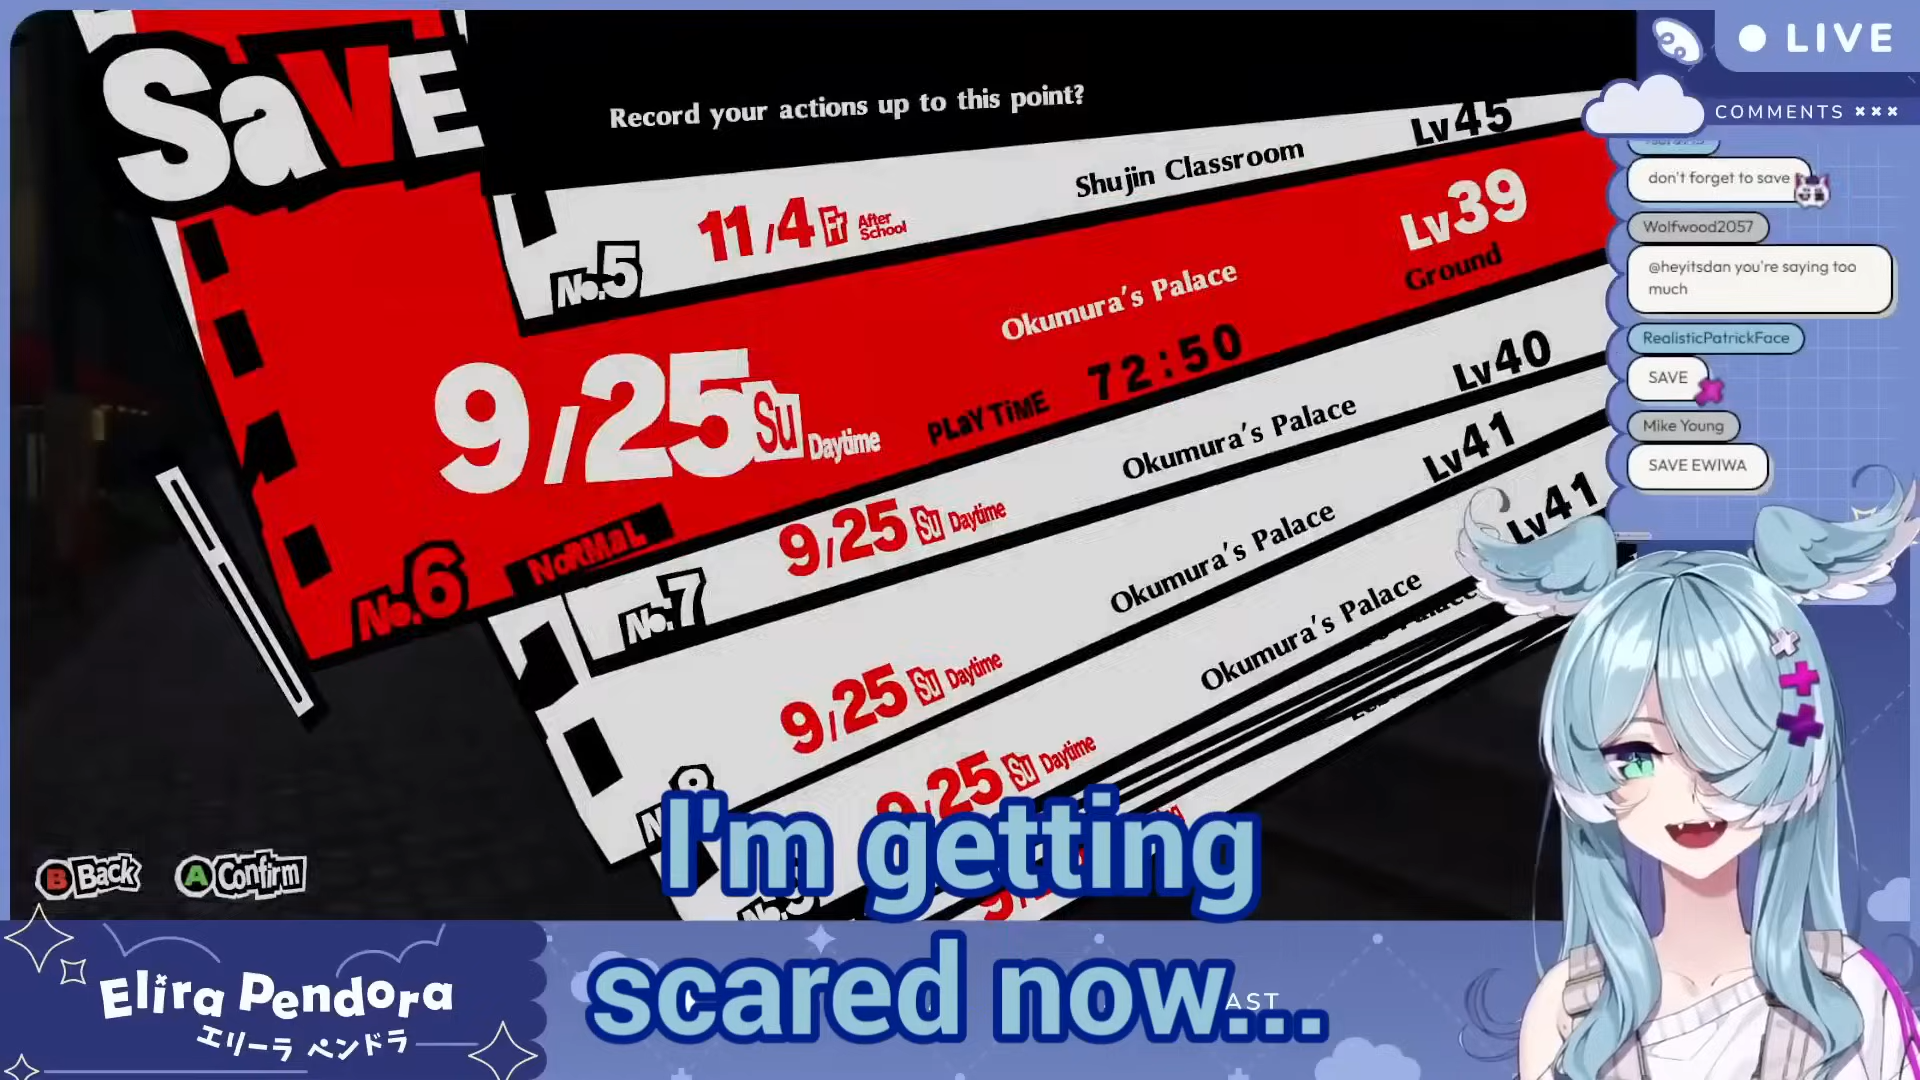 SaVE
Record your actions up to this point?
No.5 11/4 Fr After School Shujin Classroom Lv45
No.6 9/25 Su Daytime Okumura's Palace Lv39
Ground
PLaY TiME 72:50
NoRMaL
No.7 9/25 Su Daytime Okumura's Palace Lv40
9/25 Su Daytime Okumura's Palace Lv41
9/25 Su Daytime Okumura's Palace Lv41
B Back A Confirm
LIVE
COMMENTS
don't forget to save
Wolfwood2057
@heyitsdan you're saying too
much
RealisticPatrickFace
SAVE
Mike Young
SAVE EWIWA
I'm getting
scared now...
Elira Pendora
エリーラ ペンドラ